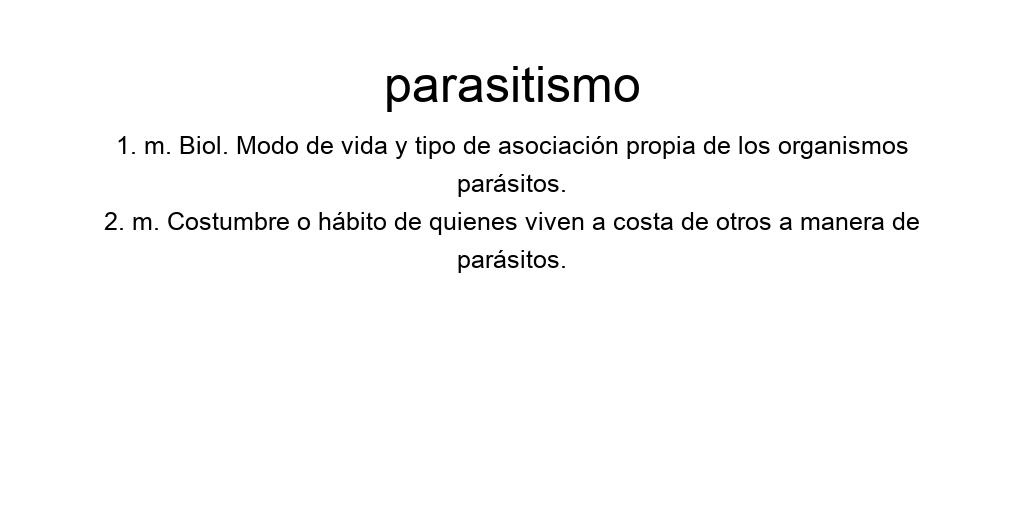 parasitismo
1. m. Biol. Modo de vida y tipo de asociación propia de los organismos
parásitos.
2. m. Costumbre o hábito de quienes viven a costa de otros a manera de
parásitos.